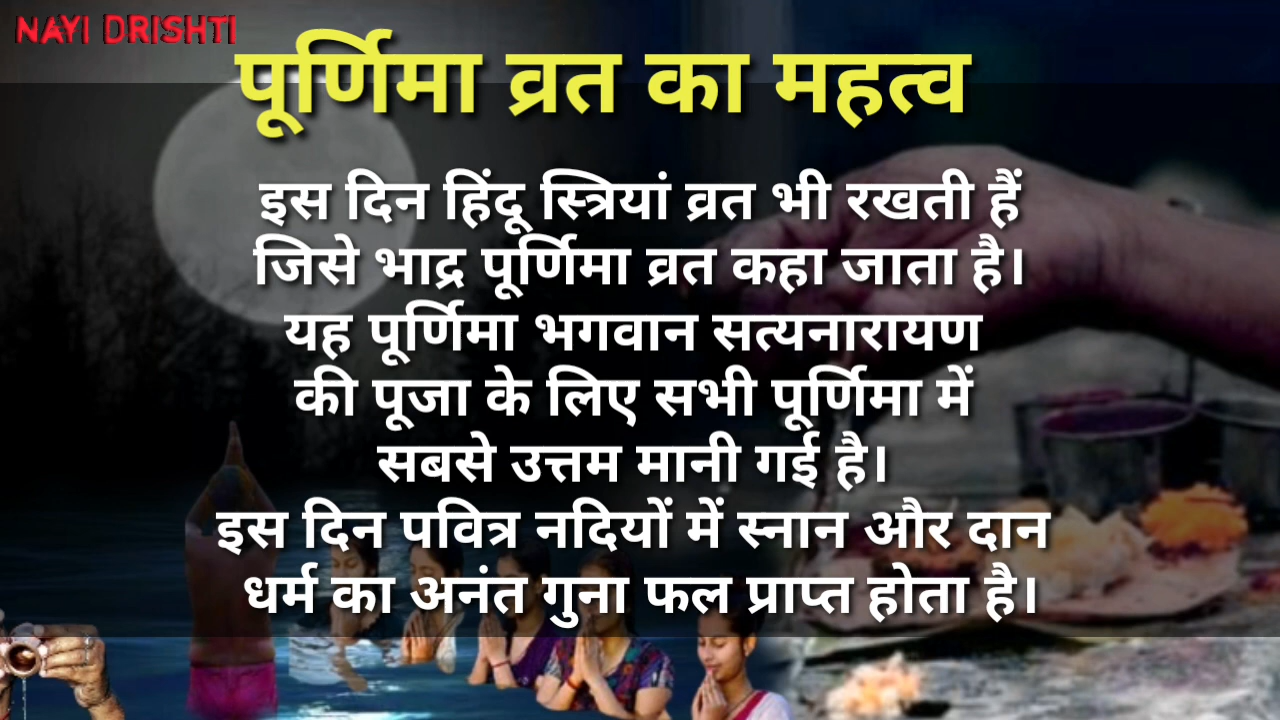 NAYI DRISHTI
पूर्णिमा व्रत का महत्व
इस दिन हिंदू स्त्रियां व्रत भी रखती हैं
जिसे भाद्र पूर्णिमा व्रत कहा जाता है।
यह पूर्णिमा भगवान सत्यनारायण
की पूजा के लिए सभी पूर्णिमा में
सबसे उत्तम मानी गई है।
इस दिन पवित्र नदियों में स्नान और दान
धर्म का अनंत गुना फल प्राप्त होता है।